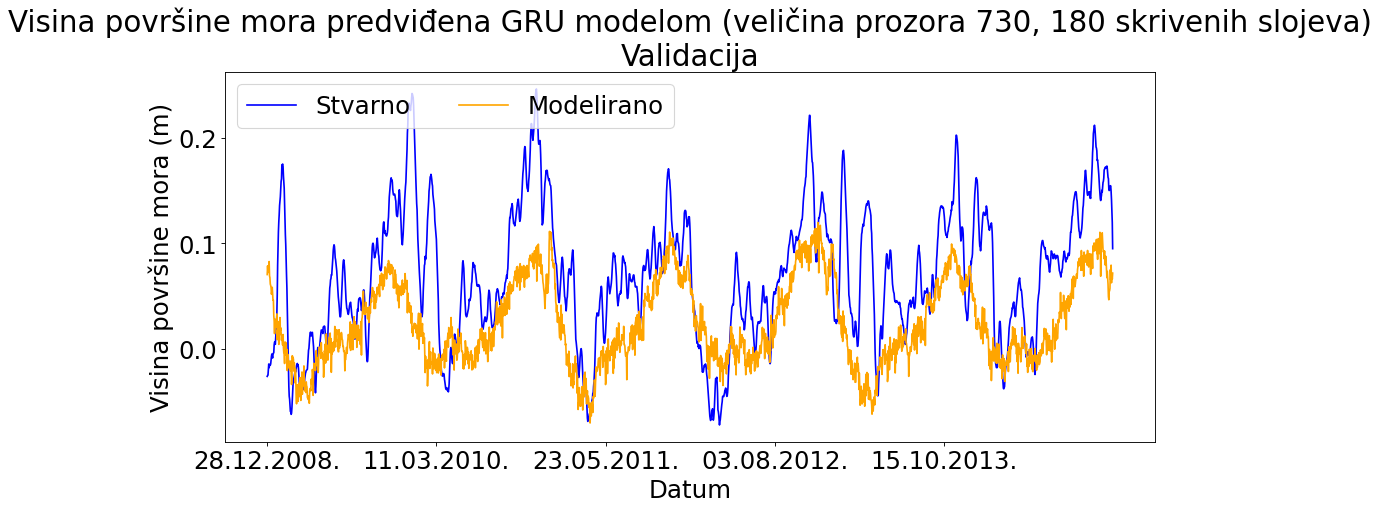 Visina površine mora predviđena GRU modelom (veličina prozora 730, 180 skrivenih slojeva)
Validacija
Stvarno Modelirano
Visina površine mora (m)
0.2
0.1
0.0
28.12.2008. 11.03.2010. 23.05.2011. 03.08.2012. 15.10.2013.
Datum